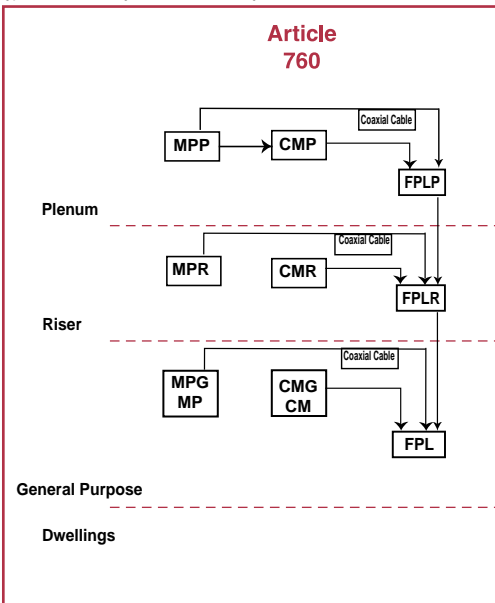 Article
760
Coaxial Cable
MPP
CMP
FPLP
Plenum
Coaxial Cable
MPR
CMR
FPLR
Riser
Coaxial Cable
MPG
MP
CMG
CM
FPL
General Purpose
Dwellings